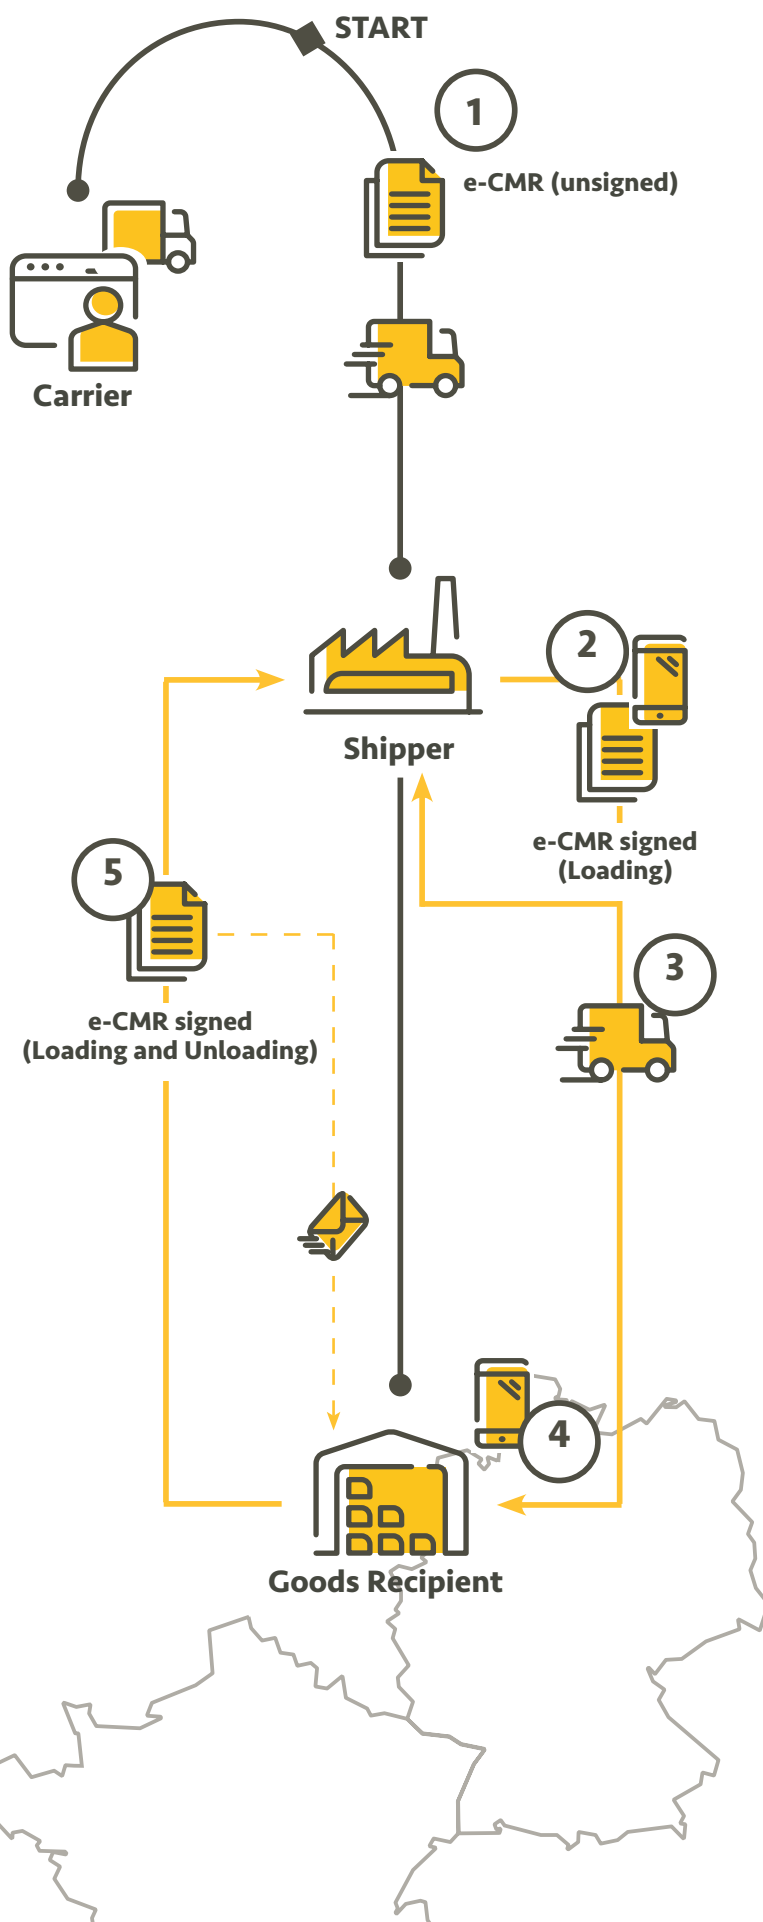 START
1
e-CMR (unsigned)
Carrier
2
Shipper
e-CMR signed
(Loading)
5
3
e-CMR signed
(Loading and Unloading)
4
Goods Recipient